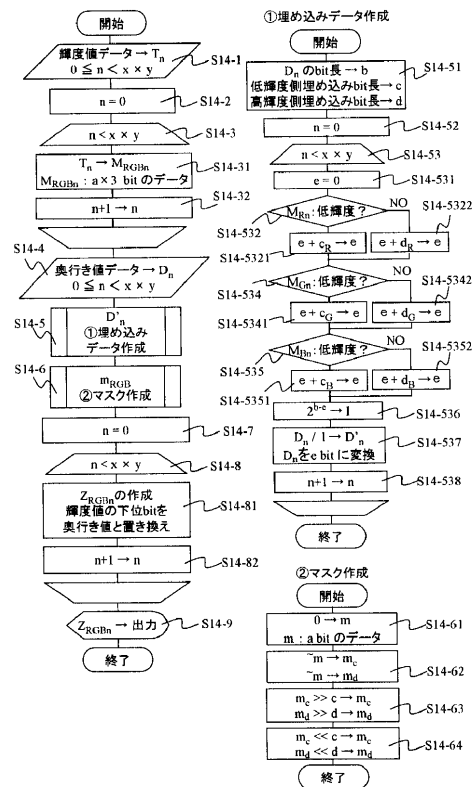 開始
輝度値データ → Tn
0 ≦ n < x × y
S14-1
n = 0
S14-2
n < x × y
S14-3
Tn → MRGBn
MRGBn : a × 3 bit のデータ
S14-31
n+1 → n
S14-32
奥行き値データ → Dn
0 ≦ n < x × y
S14-4
D'n
①埋め込み
データ作成
S14-5
mRGB
②マスク作成
S14-6
n = 0
S14-7
n < x × y
S14-8
ZRGBn の作成
輝度値の下位bitを
奥行き値と置き換え
S14-81
n+1 → n
S14-82
ZRGBn → 出力
S14-9
終了
①埋め込みデータ作成
開始
Dn のbit長 → b
低輝度側埋め込みbit長 → c
高輝度側埋め込みbit長 → d
S14-51
n = 0
S14-52
n < x × y
S14-53
e = 0
S14-531
MRn : 低輝度?
NO
S14-532
S14-5322
e + cR → e
e + dR → e
S14-5321
MGn : 低輝度?
NO
S14-534
S14-5342
e + cG → e
e + dG → e
S14-5341
MBn : 低輝度?
NO
S14-535
S14-5352
e + cB → e
e + dB → e
S14-5351
2b-e → l
S14-536
Dn / l → D'n
Dnを e bit に変換
S14-537
n+1 → n
S14-538
終了
②マスク作成
開始
0 → m
m : a bit のデータ
S14-61
~m → mc
~m → md
S14-62
mc >> c → mc
md >> d → md
S14-63
mc << c → mc
md << d → md
S14-64
終了